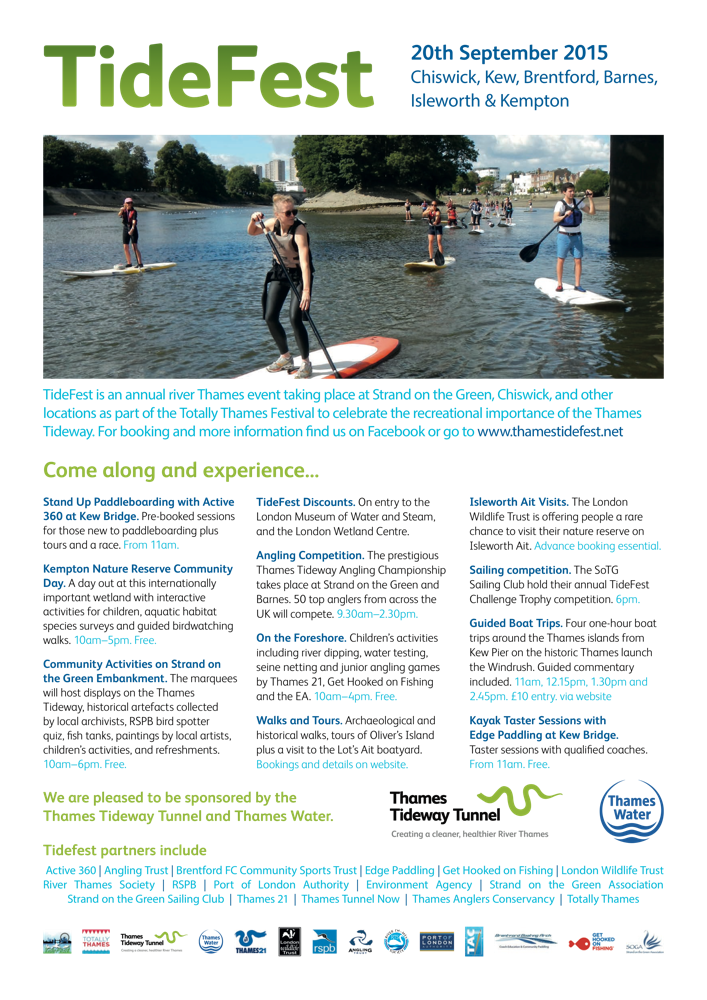 TideFest
20th September 2015
Chiswick, Kew, Brentford, Barnes,
Isleworth & Kempton
TideFest is an annual river Thames event taking place at Strand on the Green, Chiswick, and other
locations as part of the Totally Thames Festival to celebrate the recreational importance of the Thames
Tideway. For booking and more information find us on Facebook or go to www.thamestidefest.net
Come along and experience...
Stand Up Paddleboarding with Active
360 at Kew Bridge. Pre-booked sessions
for those new to paddleboarding plus
tours and a race. From 11am.
Kempton Nature Reserve Community
Day. A day out at this internationally
important wetland with interactive
activities for children, aquatic habitat
species surveys and guided birdwatching
walks. 10am–5pm. Free.
Community Activities on Strand on
the Green Embankment. The marquees
will host displays on the Thames
Tideway, historical artefacts collected
by local archivists, RSPB bird spotter
quiz, fish tanks, paintings by local artists,
children's activities, and refreshments.
10am–6pm. Free.
TideFest Discounts. On entry to the
London Museum of Water and Steam,
and the London Wetland Centre.
Angling Competition. The prestigious
Thames Tideway Angling Championship
takes place at Strand on the Green and
Barnes. 50 top anglers from across the
UK will compete. 9.30am–2.30pm.
On the Foreshore. Children's activities
including river dipping, water testing,
seine netting and junior angling games
by Thames 21, Get Hooked on Fishing
and the EA. 10am–4pm. Free.
Walks and Tours. Archaeological and
historical walks, tours of Oliver's Island
plus a visit to the Lot's Ait boatyard.
Bookings and details on website.
Isleworth Ait Visits. The London
Wildlife Trust is offering people a rare
chance to visit their nature reserve on
Isleworth Ait. Advance booking essential.
Sailing competition. The SoTG
Sailing Club hold their annual TideFest
Challenge Trophy competition. 6pm.
Guided Boat Trips. Four one-hour boat
trips around the Thames islands from
Kew Pier on the historic Thames launch
the Windrush. Guided commentary
included. 11am, 12.15pm, 1.30pm and
2.45pm. £10 entry. via website
Kayak Taster Sessions with
Edge Paddling at Kew Bridge.
Taster sessions with qualified coaches.
From 11am. Free.
We are pleased to be sponsored by the
Thames Tideway Tunnel and Thames Water.
Thames
Tideway Tunnel
Creating a cleaner, healthier River Thames
Thames
Water
Tidefest partners include
Active 360 | Angling Trust | Brentford FC Community Sports Trust | Edge Paddling | Get Hooked on Fishing | London Wildlife Trust
River Thames Society | RSPB | Port of London Authority | Environment Agency | Strand on the Green Association
Strand on the Green Sailing Club | Thames 21 | Thames Tunnel Now | Thames Anglers Conservancy | Totally Thames
TOTALLY
THAMES
Thames
Tideway Tunnel
Creating a cleaner, healthier River Thames
Thames
Water
THAMES21
London
Wildlife
Trust
rspb
ANGLING
TRUST
PORT OF
LONDON
AUTHORITY
TAC
GET
HOOKED
ON
FISHING
SOGA